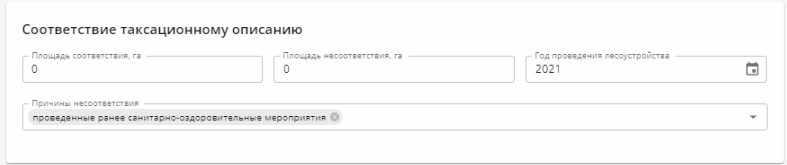 Соответствие таксационному описанию
Площадь соответствия, га
0
Площадь несоответствия, га
0
Год проведения лесоустройства
2021
Причины несоответствия
проведенные ранее санитарно-оздоровительные мероприятия